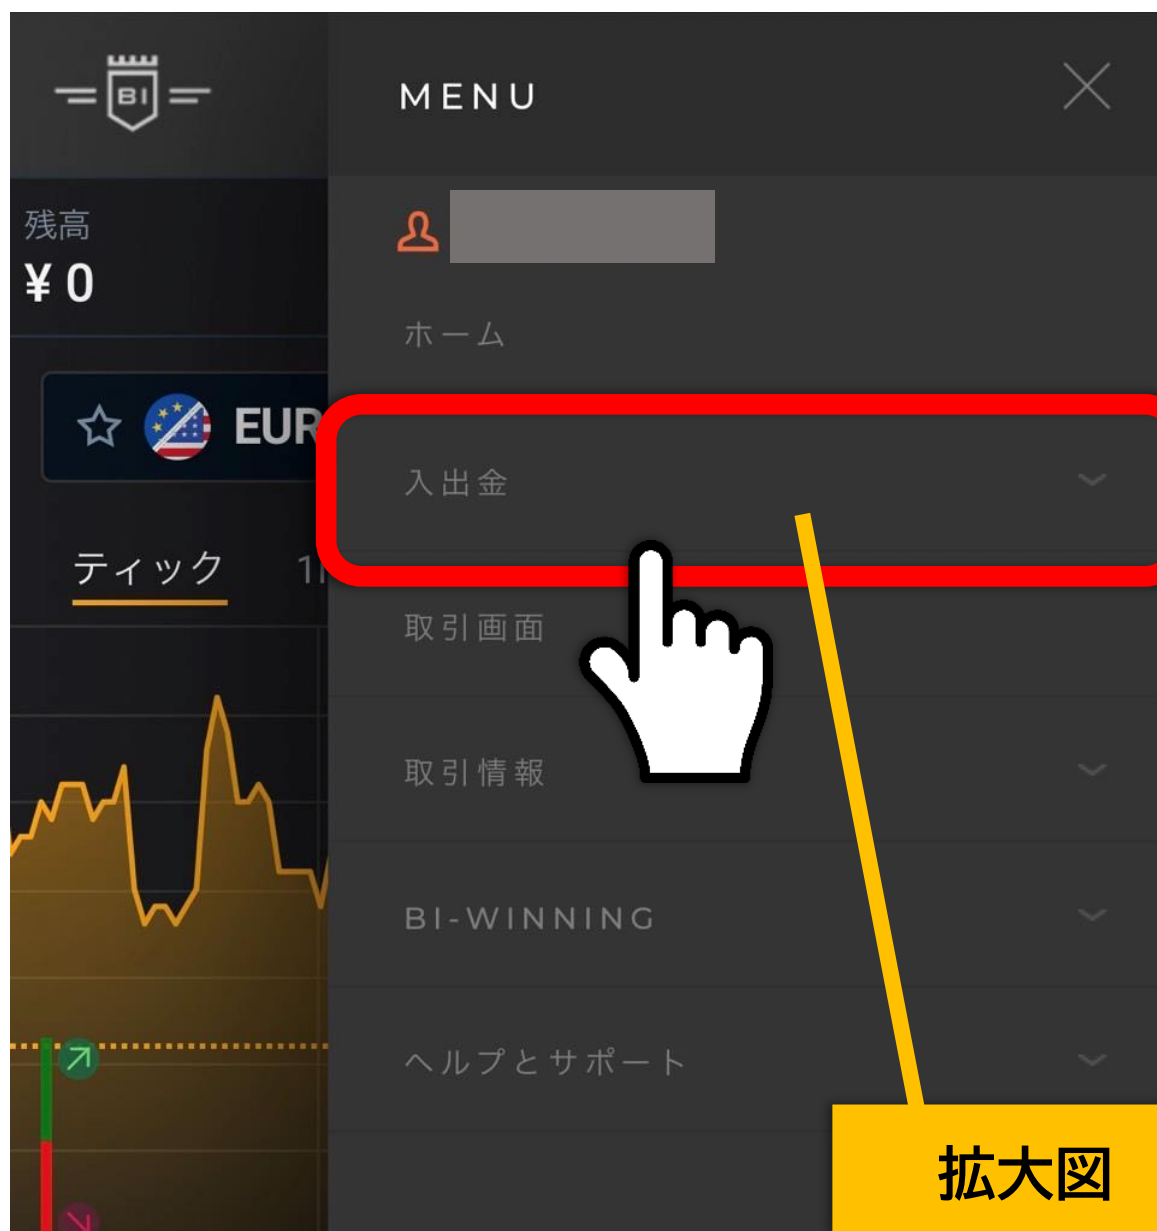 BI
MENU
残高
¥ 0
ホーム
EUR
入出金
ティック
取引画面
取引情報
BI-WINNING
ヘルプとサポート
拡大図